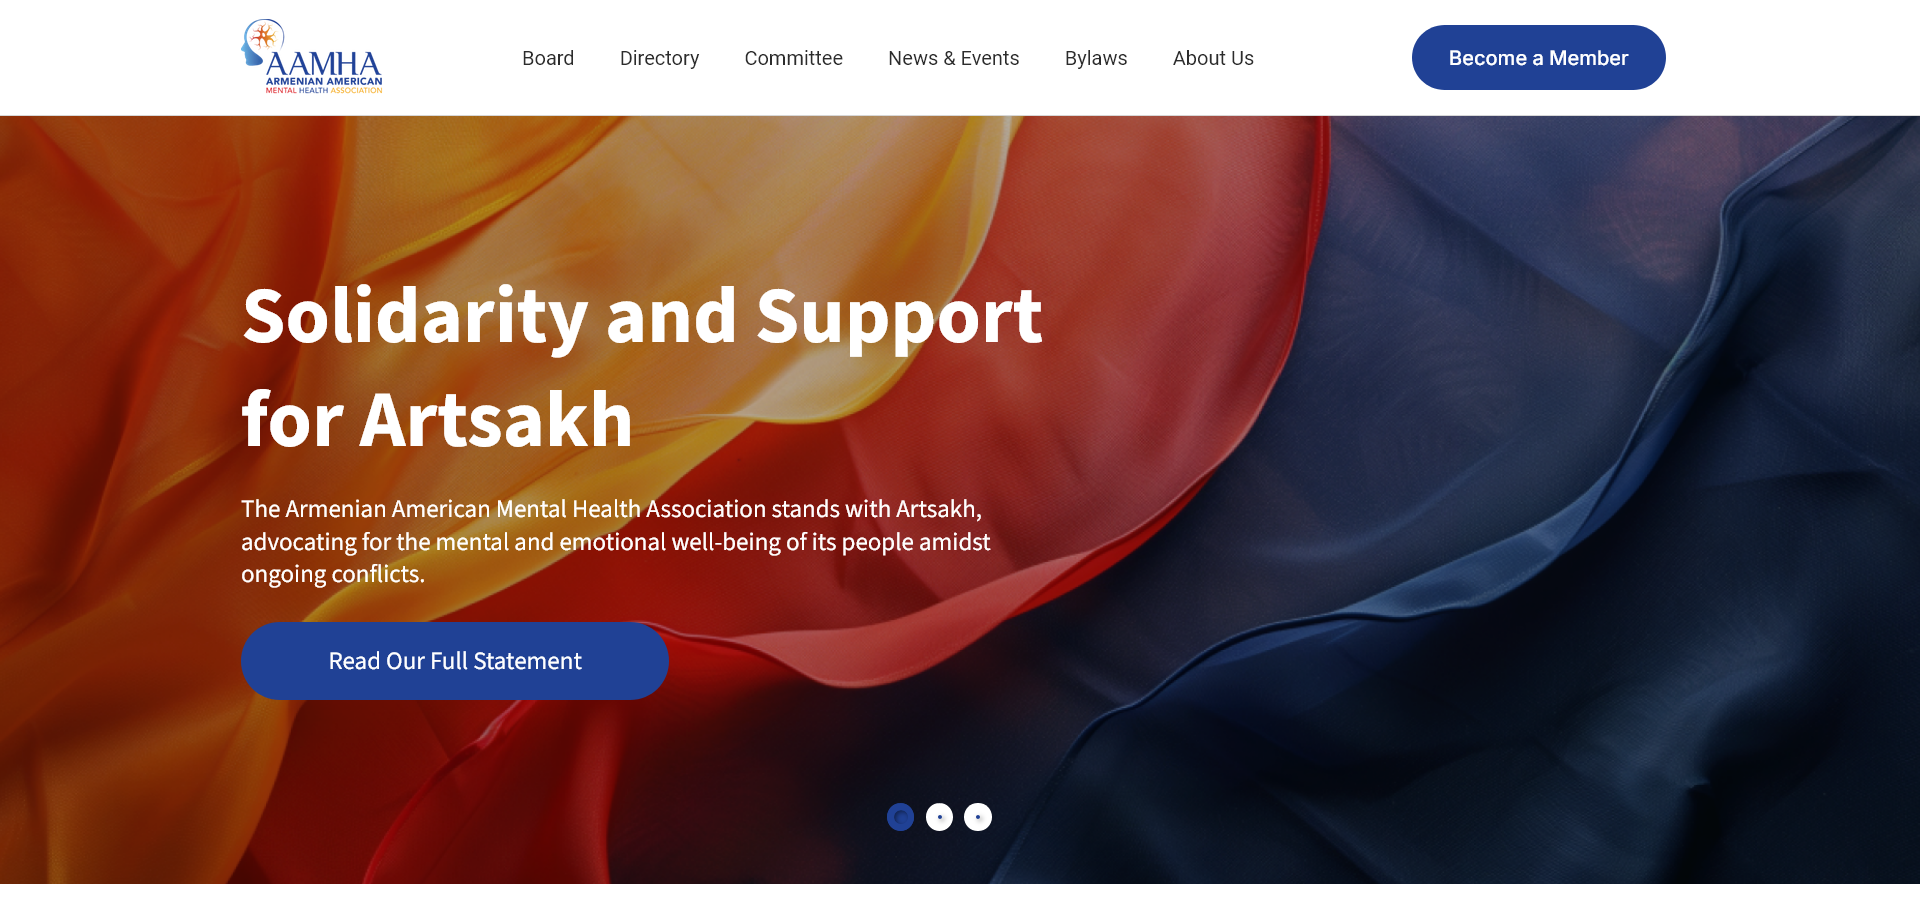 AAMHA
ARMENIAN AMERICAN
MENTAL HEALTH ASSOCIATION
Board
Directory
Committee
News & Events
Bylaws
About Us
Become a Member
Solidarity and Support
for Artsakh
The Armenian American Mental Health Association stands with Artsakh,
advocating for the mental and emotional well-being of its people amidst
ongoing conflicts.
Read Our Full Statement